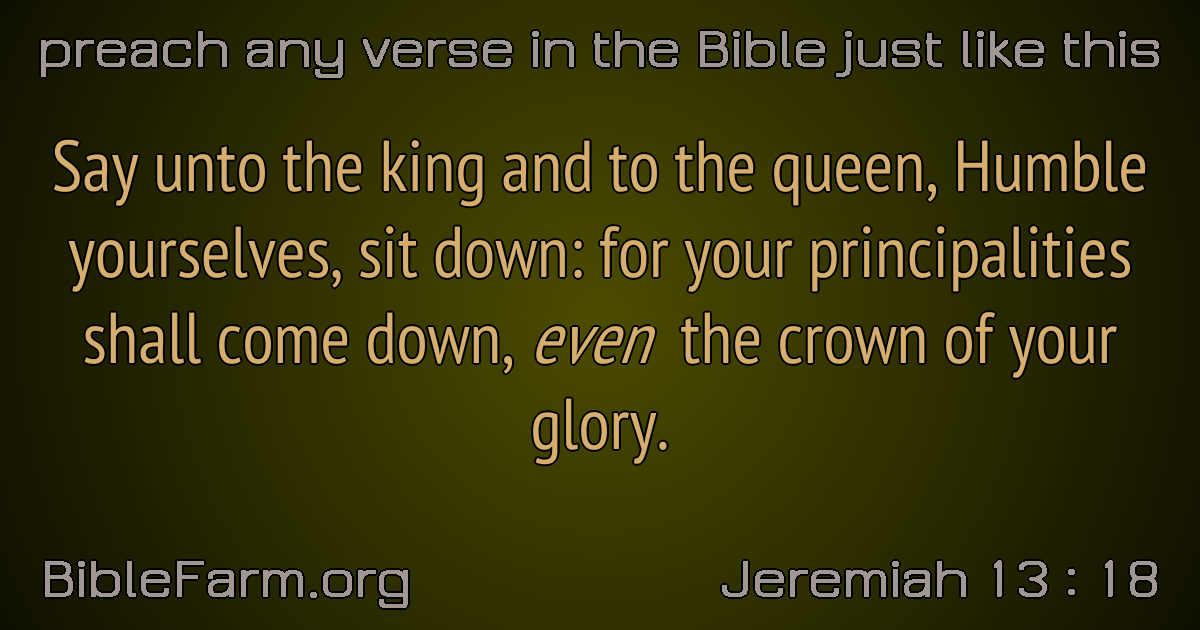 preach any verse in the Bible just like this
Say unto the king and to the queen, Humble
yourselves, sit down: for your principalities
shall come down, even the crown of your
glory.
BibleFarm.org
Jeremiah 13 : 18